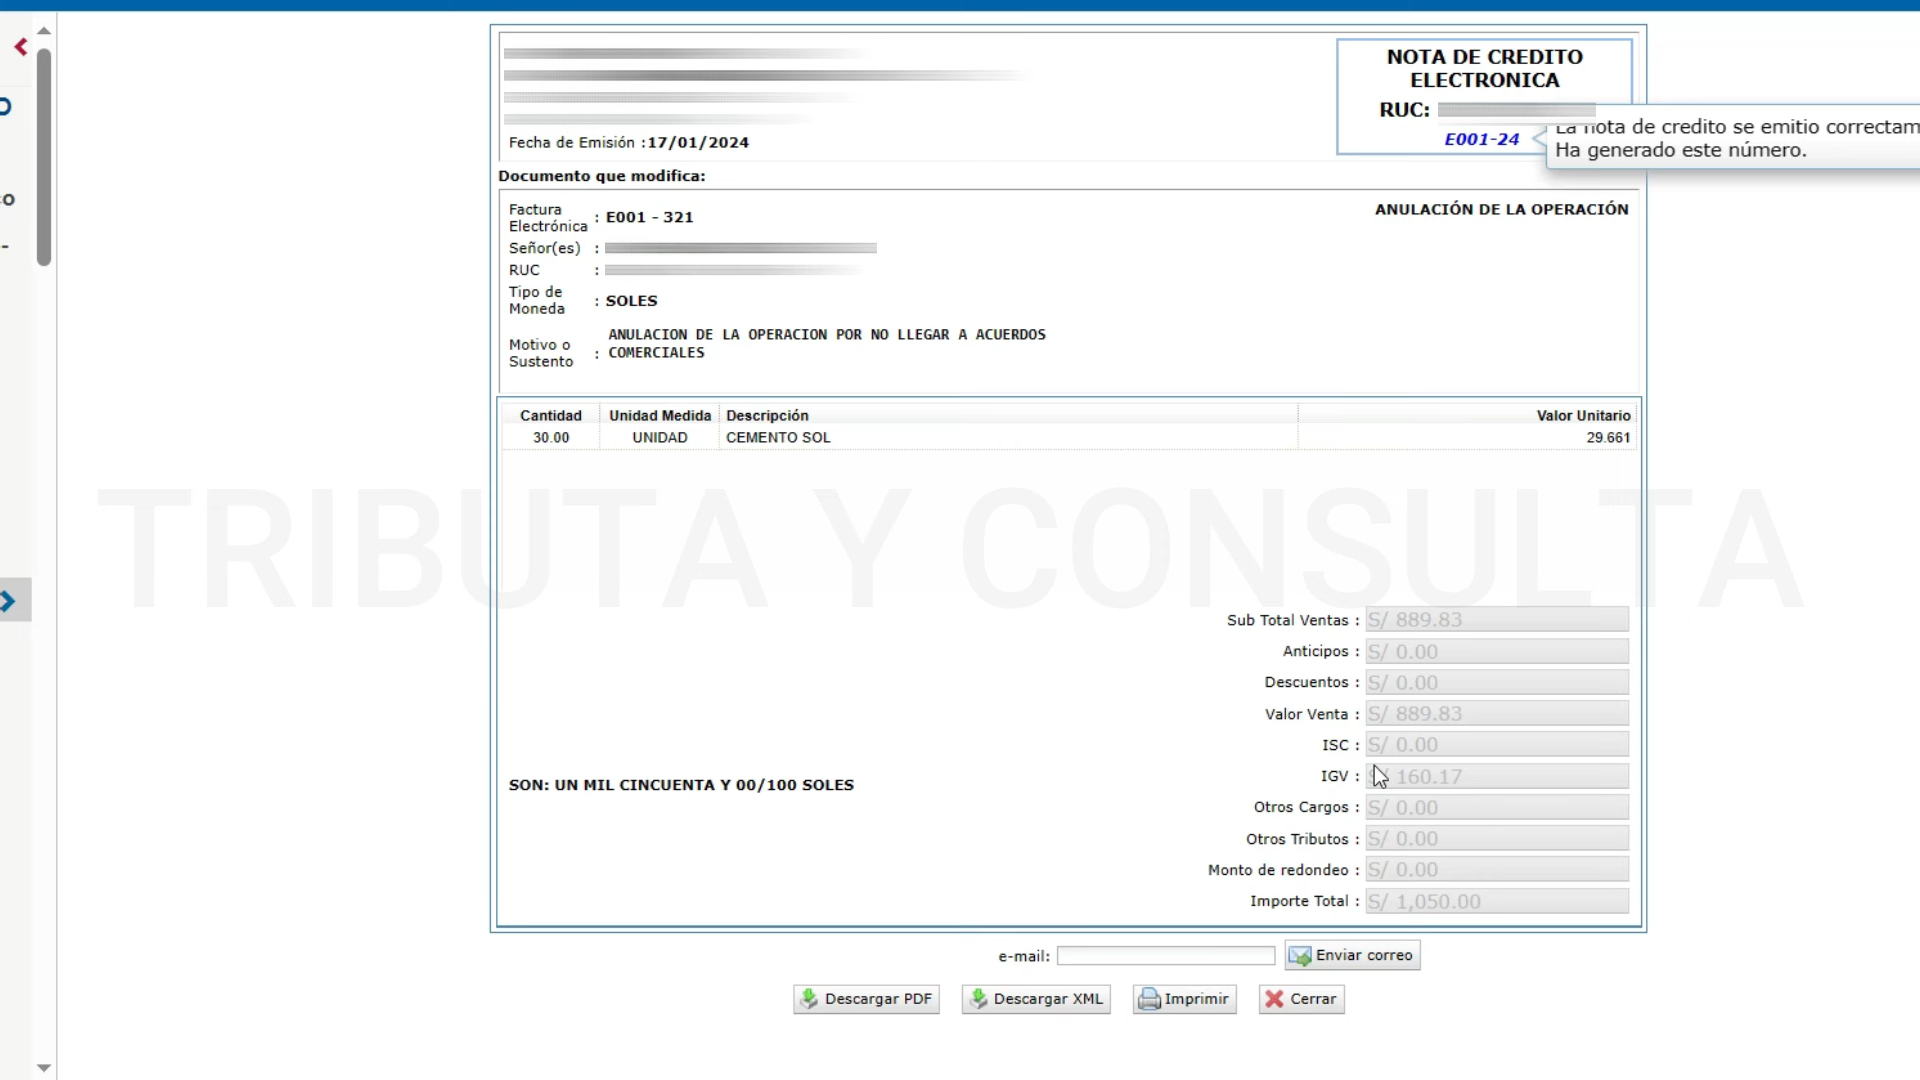 NOTA DE CREDITO
ELECTRONICA
RUC:
E001-24
La nota de credito se emitio
Ha generado este número.
Fecha de Emisión :17/01/2024
Documento que modifica:
Factura
Electrónica : E001 - 321
ANULACIÓN DE LA OPERACIÓN
Señor(es) :
RUC :
Tipo de
Moneda : SOLES
Motivo o
Sustento : ANULACION DE LA OPERACION POR NO LLEGAR A ACUERDOS
COMERCIALES
Cantidad Unidad Medida Descripción Valor Unitario
30.00 UNIDAD CEMENTO SOL 29.661
TRIBUTA Y CONSULTA
Sub Total Ventas : S/ 889.83
Anticipos : S/ 0.00
Descuentos : S/ 0.00
Valor Venta : S/ 889.83
ISC : S/ 0.00
IGV : S/ 160.17
SON: UN MIL CINCUENTA Y 00/100 SOLES
Otros Cargos : S/ 0.00
Otros Tributos : S/ 0.00
Monto de redondeo : S/ 0.00
Importe Total : S/ 1,050.00
e-mail: Enviar correo
Descargar PDF Descargar XML Imprimir Cerrar